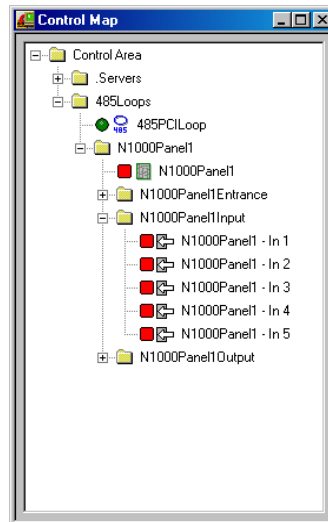 Control Map
Control Area
.Servers
485Loops
485 485PCILoop
N1000Panel1
N1000Panel1
N1000Panel1Entrance
N1000Panel1Input
N1000Panel1 - In 1
N1000Panel1 - In 2
N1000Panel1 - In 3
N1000Panel1 - In 4
N1000Panel1 - In 5
N1000Panel1Output